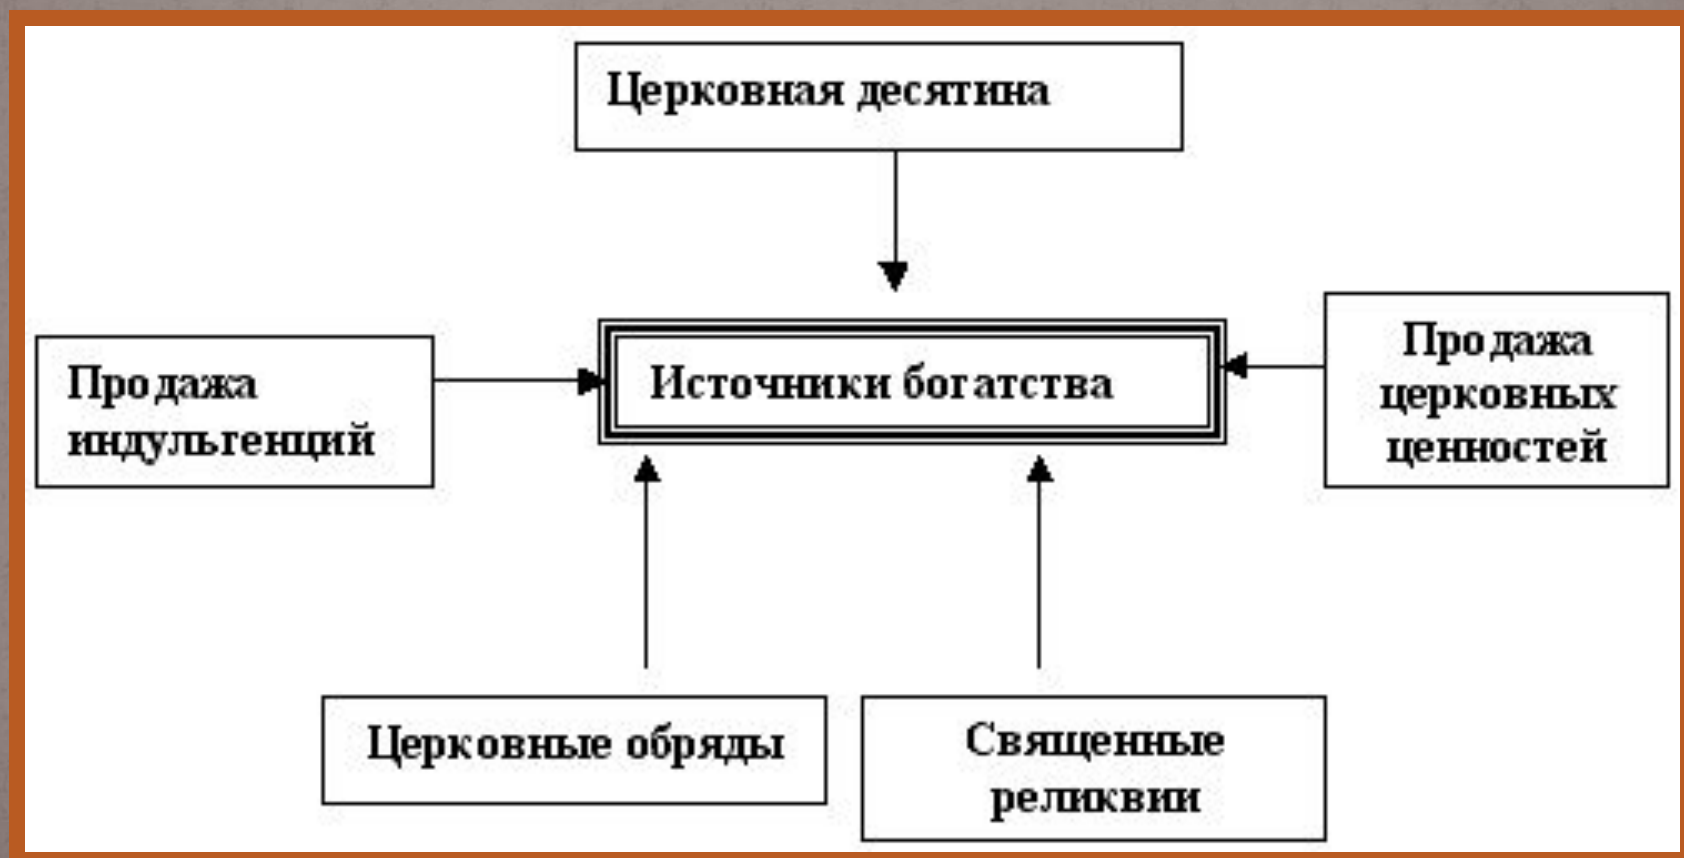 Церковная десятина
Продажа
индульгенций
Источники богатства
Продажа
церковных
ценностей
Церковные обряды
Священные
реликвии